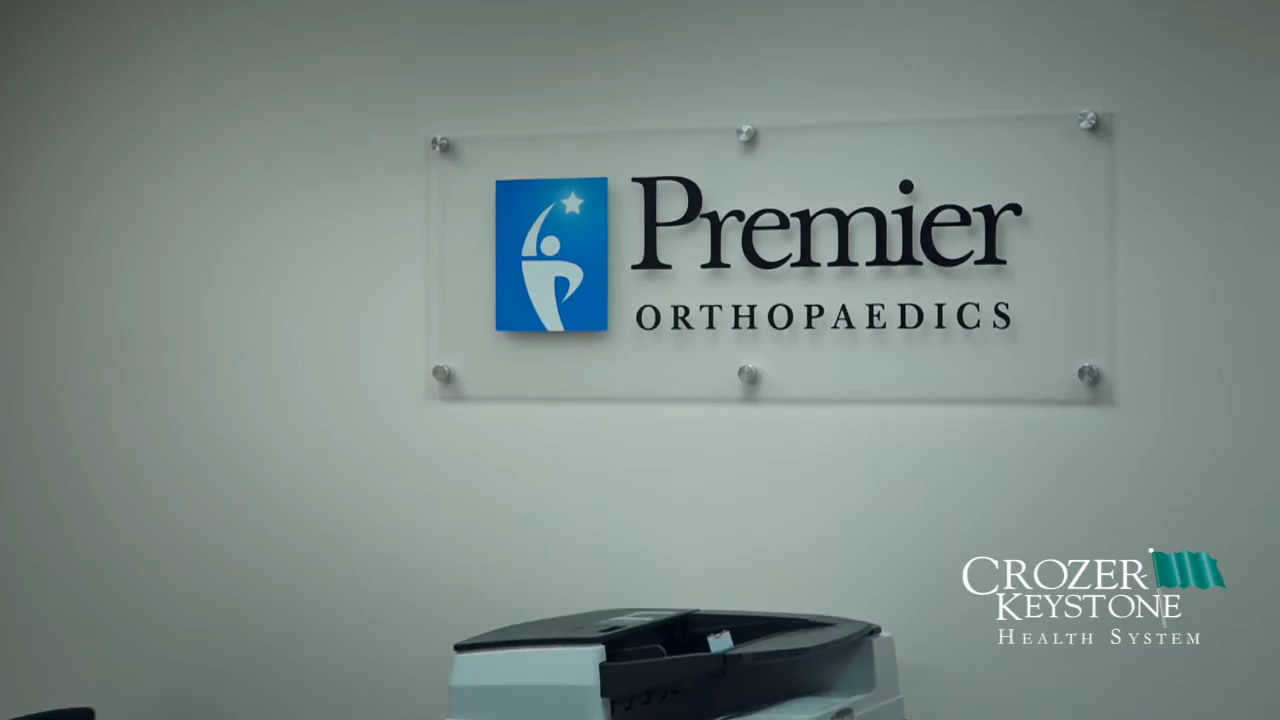 Premier
ORTHOPAEDICS
CROZER-
KEYSTONE
HEALTH SYSTEM